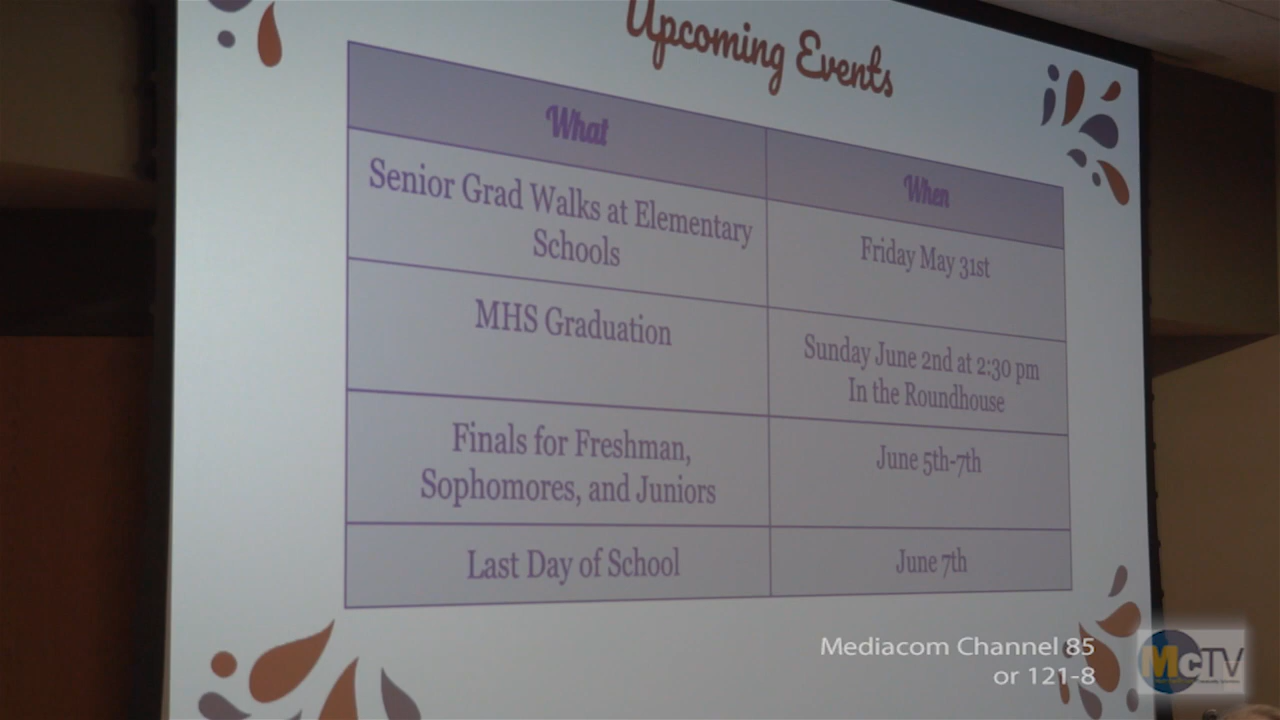 Upcoming Events
What
When
Senior Grad Walks at Elementary
Schools
Friday May 31st
MHS Graduation
Sunday June 2nd at 2:30 pm
In the Roundhouse
Finals for Freshman,
Sophomores, and Juniors
June 5th-7th
Last Day of School
June 7th
Mediacom Channel 85
or 121-8
McTV